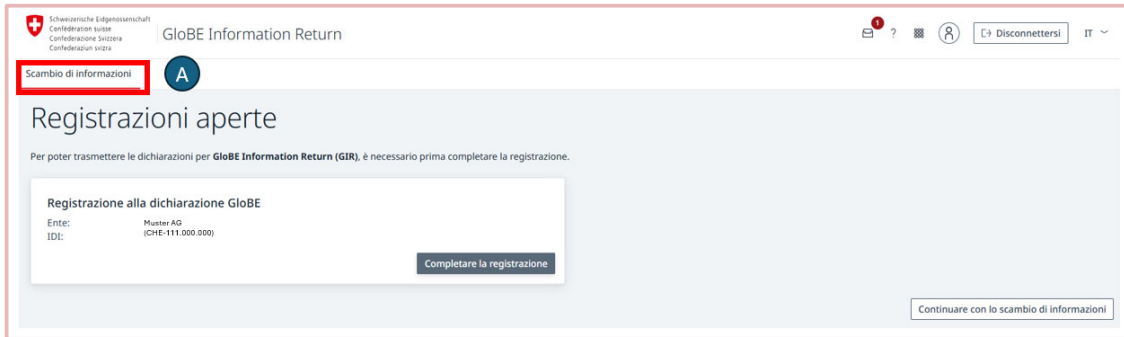 Schweizerische Eidgenossenschaft
Confédération suisse
Confederazione Svizzera
Confederaziun svizra
GloBE Information Return
1
?
Disconnettersi
IT
Scambio di informazioni
A
Registrazioni aperte
Per poter trasmettere le dichiarazioni per GloBE Information Return (GIR), è necessario prima completare la registrazione.
Registrazione alla dichiarazione GloBE
Ente: Muster AG
IDI: (CHE-111.000.000)
Completare la registrazione
Continuare con lo scambio di informazioni